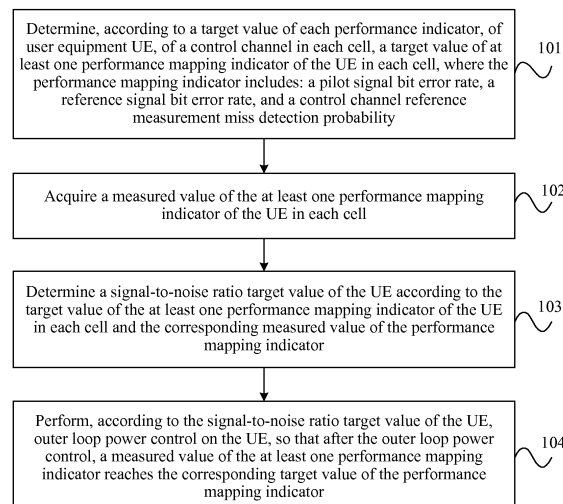 Determine, according to a target value of each performance indicator, of
user equipment UE, of a control channel in each cell, a target value of at
least one performance mapping indicator of the UE in each cell, where the
performance mapping indicator includes: a pilot signal bit error rate, a
reference signal bit error rate, and a control channel reference
measurement miss detection probability
101
Acquire a measured value of the at least one performance mapping
indicator of the UE in each cell
102
Determine a signal-to-noise ratio target value of the UE according to the
target value of the at least one performance mapping indicator of the UE
in each cell and the corresponding measured value of the performance
mapping indicator
103
Perform, according to the signal-to-noise ratio target value of the UE,
outer loop power control on the UE, so that after the outer loop power
control, a measured value of the at least one performance mapping
indicator reaches the corresponding target value of the performance
mapping indicator
104